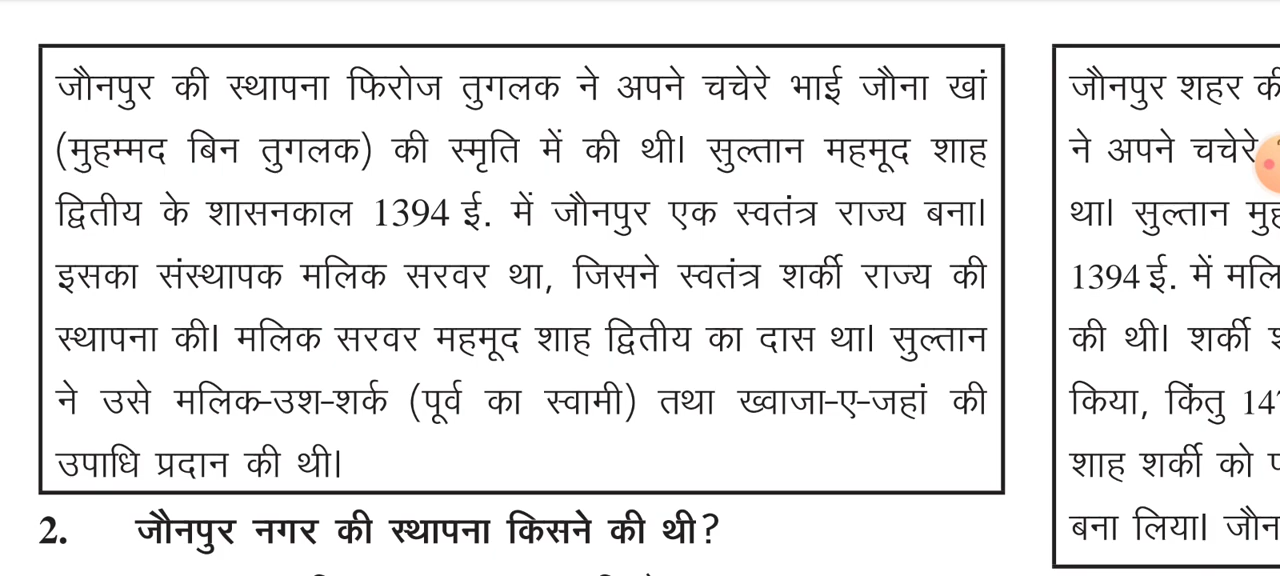 जौनपुर की स्थापना फिरोज तुगलक ने अपने चचेरे भाई जौना खां
(मुहम्मद बिन तुगलक) की स्मृति में की थी। सुल्तान महमूद शाह
द्वितीय के शासनकाल 1394 ई. में जौनपुर एक स्वतंत्र राज्य बना।
इसका संस्थापक मलिक सरवर था, जिसने स्वतंत्र शर्की राज्य की
स्थापना की। मलिक सरवर महमूद शाह द्वितीय का दास था। सुल्तान
ने उसे मलिक-उश-शर्क (पूर्व का स्वामी) तथा ख्वाजा-ए-जहां की
उपाधि प्रदान की थी।
2. जौनपुर नगर की स्थापना किसने की थी?
जौनपुर शहर की
ने अपने चचेरे
था। सुल्तान
1394 ई. में
की थी। शर्की
किया, किंतु
शाह शर्की को
बना लिया।